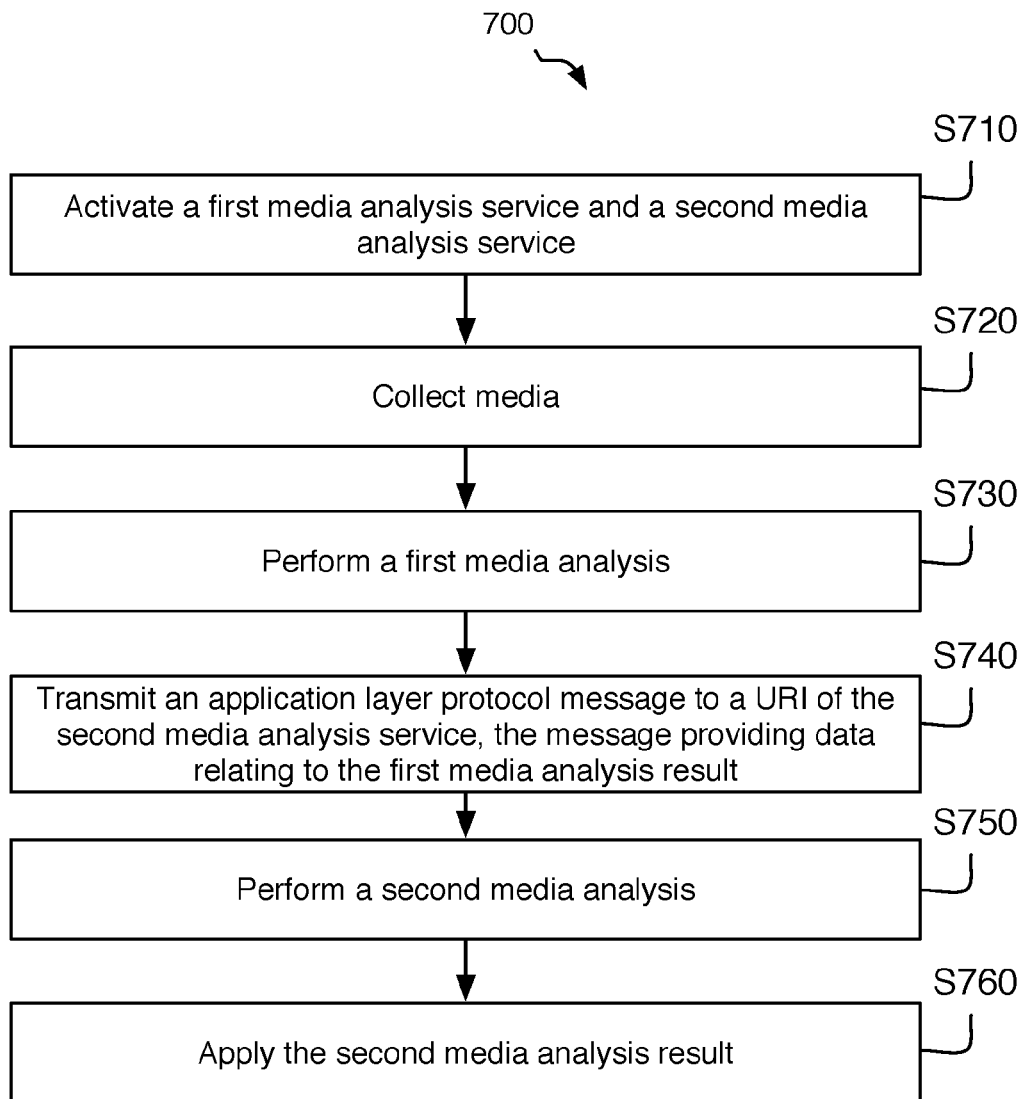 700
S710
Activate a first media analysis service and a second media
analysis service
S720
Collect media
S730
Perform a first media analysis
S740
Transmit an application layer protocol message to a URI of the
second media analysis service, the message providing data
relating to the first media analysis result
S750
Perform a second media analysis
S760
Apply the second media analysis result